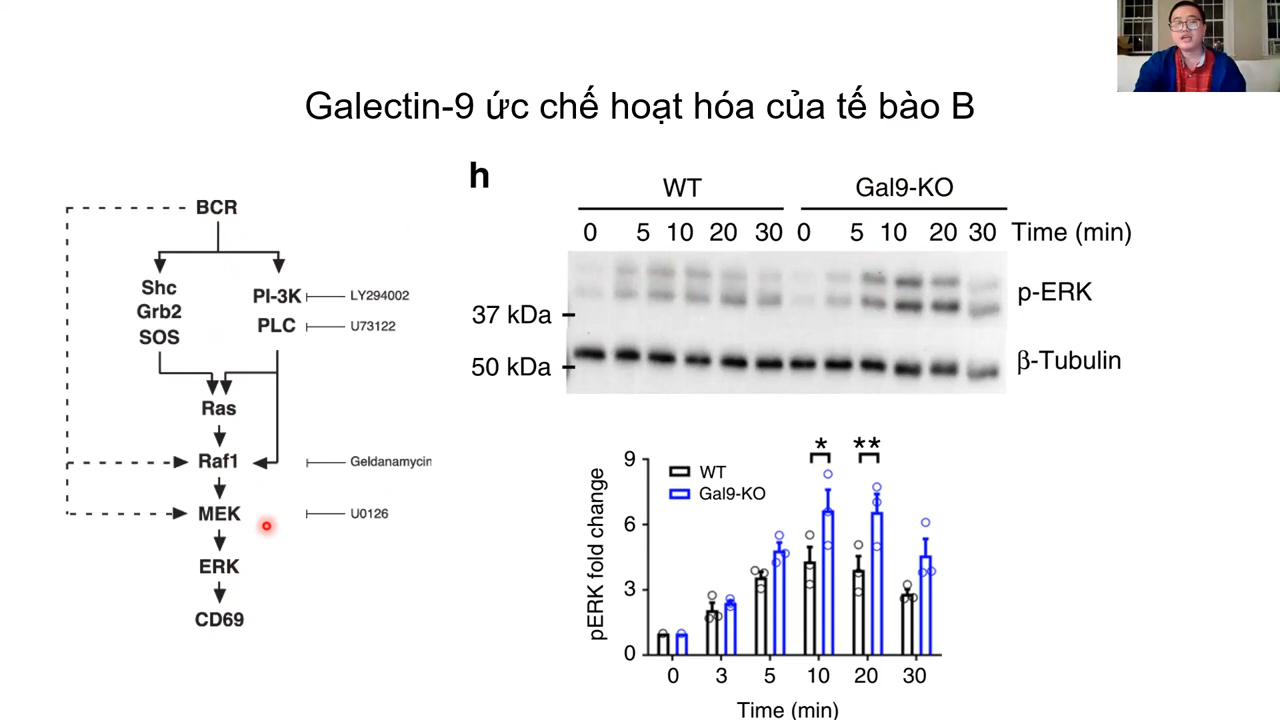 Galectin-9 ức chế hoạt hóa của tế bào B
BCR
Shc
Grb2
SOS
PI-3K
LY294002
PLC
U73122
Ras
Raf1
Geldanamycin
MEK
U0126
ERK
CD69
h
WT Gal9-KO
0 5 10 20 30 0 5 10 20 30 Time (min)
p-ERK
37 kDa
50 kDa
β-Tubulin
pERK fold change
9
6
3
0
WT
Gal9-KO
* **
0 3 5 10 20 30
Time (min)